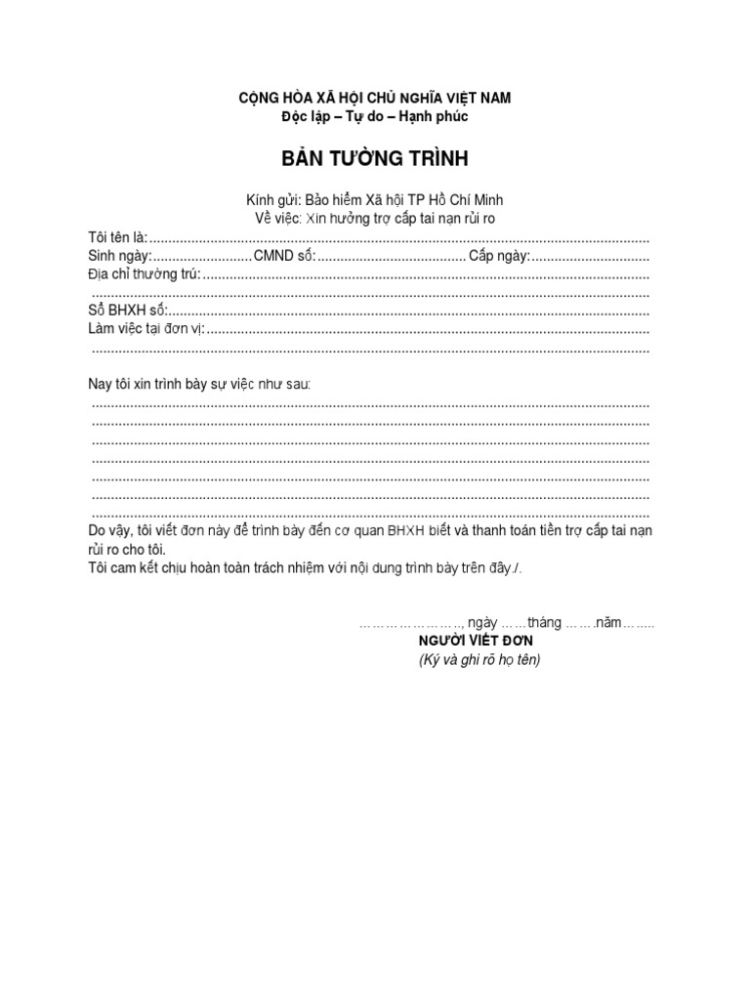 CỘNG HÒA XÃ HỘI CHỦ NGHĨA VIỆT NAM
Độc lập – Tự do – Hạnh phúc
BẢN TƯỜNG TRÌNH
Kính gửi: Bảo hiểm Xã hội TP Hồ Chí Minh
Về việc: Xin hưởng trợ cấp tai nạn rủi ro
Tôi tên là:....................................................................................................................................
Sinh ngày:.......................... CMND số:....................................... Cấp ngày:...............................
Địa chỉ thường trú:......................................................................................................................
...................................................................................................................................................
Sổ BHXH số:...............................................................................................................................
Làm việc tại đơn vị:.....................................................................................................................
...................................................................................................................................................
Nay tôi xin trình bày sự việc như sau:
...................................................................................................................................................
...................................................................................................................................................
...................................................................................................................................................
...................................................................................................................................................
...................................................................................................................................................
...................................................................................................................................................
...................................................................................................................................................
Do vậy, tôi viết đơn này để trình bày đến cơ quan BHXH biết và thanh toán tiền trợ cấp tai nạn
rủi ro cho tôi.
Tôi cam kết chịu hoàn toàn trách nhiệm với nội dung trình bày trên đây./.
…………………..., ngày ……tháng …….năm……..
NGƯỜI VIẾT ĐƠN
(Ký và ghi rõ họ tên)